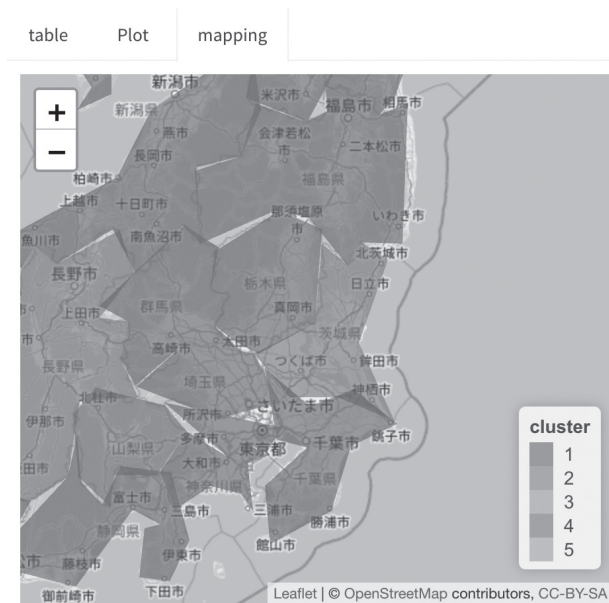 table Plot mapping
+
−
新潟市
米沢市
福島市
相馬市
新潟県
燕市
会津若松市
二本松市
長岡市
福島県
柏崎市
上越市
十日町市
那須塩原市
いわき市
魚川市
南魚沼市
北茨城市
長野市
栃木県
日立市
群馬県
真岡市
上田市
茨城県
高崎市
太田市
つくば市
鉾田市
長野県
埼玉県
神栖市
北杜市
さいたま市
伊那市
所沢市
多摩市
東京都
千葉市
銚子市
山梨県
大和市
神奈川県
千葉県
富士市
三島市
三浦市
勝浦市
静岡県
館山市
伊東市
藤枝市
下田市
御前崎市
cluster
1
2
3
4
5
Leaflet | © OpenStreetMap contributors, CC-BY-SA